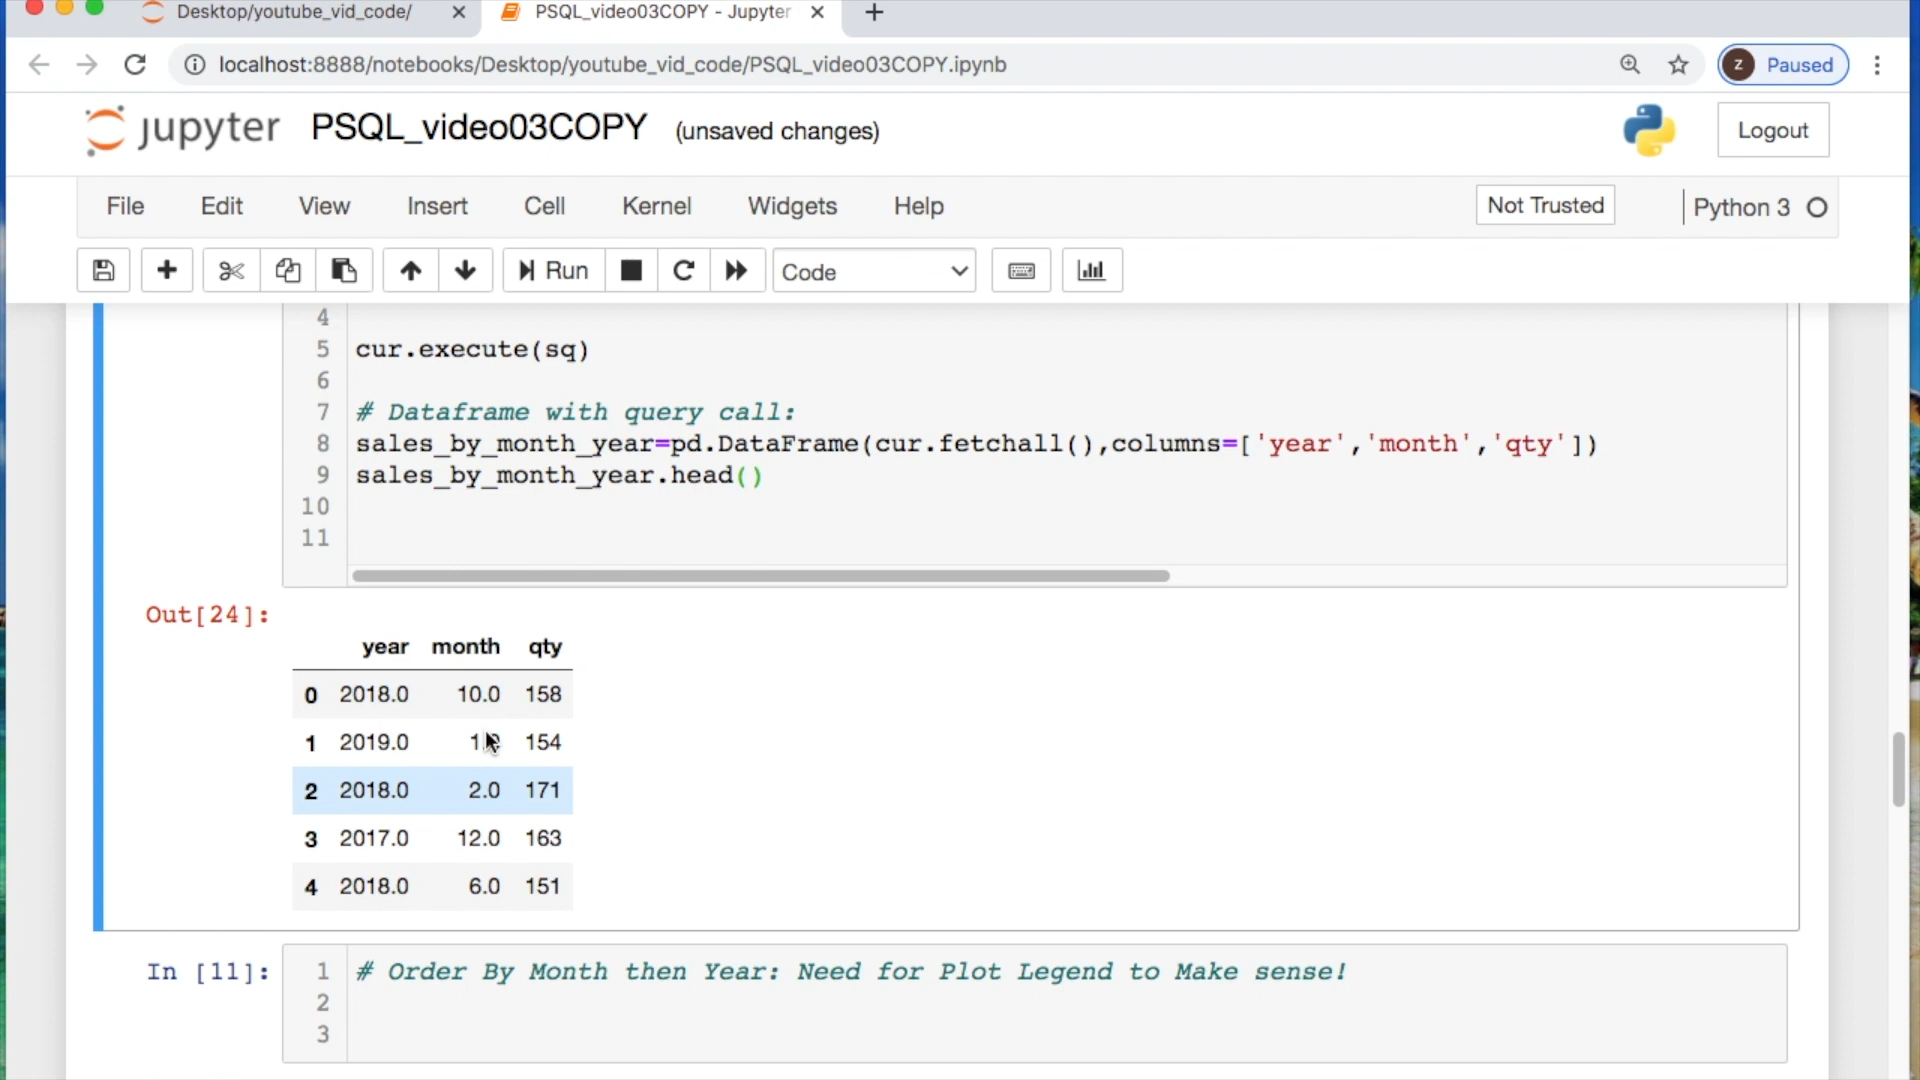 Desktop/youtube_vid_code/ PSQL_video03COPY - Jupyter
localhost:8888/notebooks/Desktop/youtube_vid_code/PSQL_video03COPY.ipynb Z Paused
jupyter PSQL_video03COPY (unsaved changes) Logout
File Edit View Insert Cell Kernel Widgets Help Not Trusted Python 3
Run Code
4
5 cur.execute(sq)
6
7 # Dataframe with query call:
8 sales_by_month_year=pd.DataFrame(cur.fetchall(),columns=['year','month','qty'])
9 sales_by_month_year.head()
10
11
Out[24]:
year month qty
0 2018.0 10.0 158
1 2019.0 154
2 2018.0 2.0 171
3 2017.0 12.0 163
4 2018.0 6.0 151
In [11]: 1 # Order By Month then Year: Need for Plot Legend to Make sense!
2
3